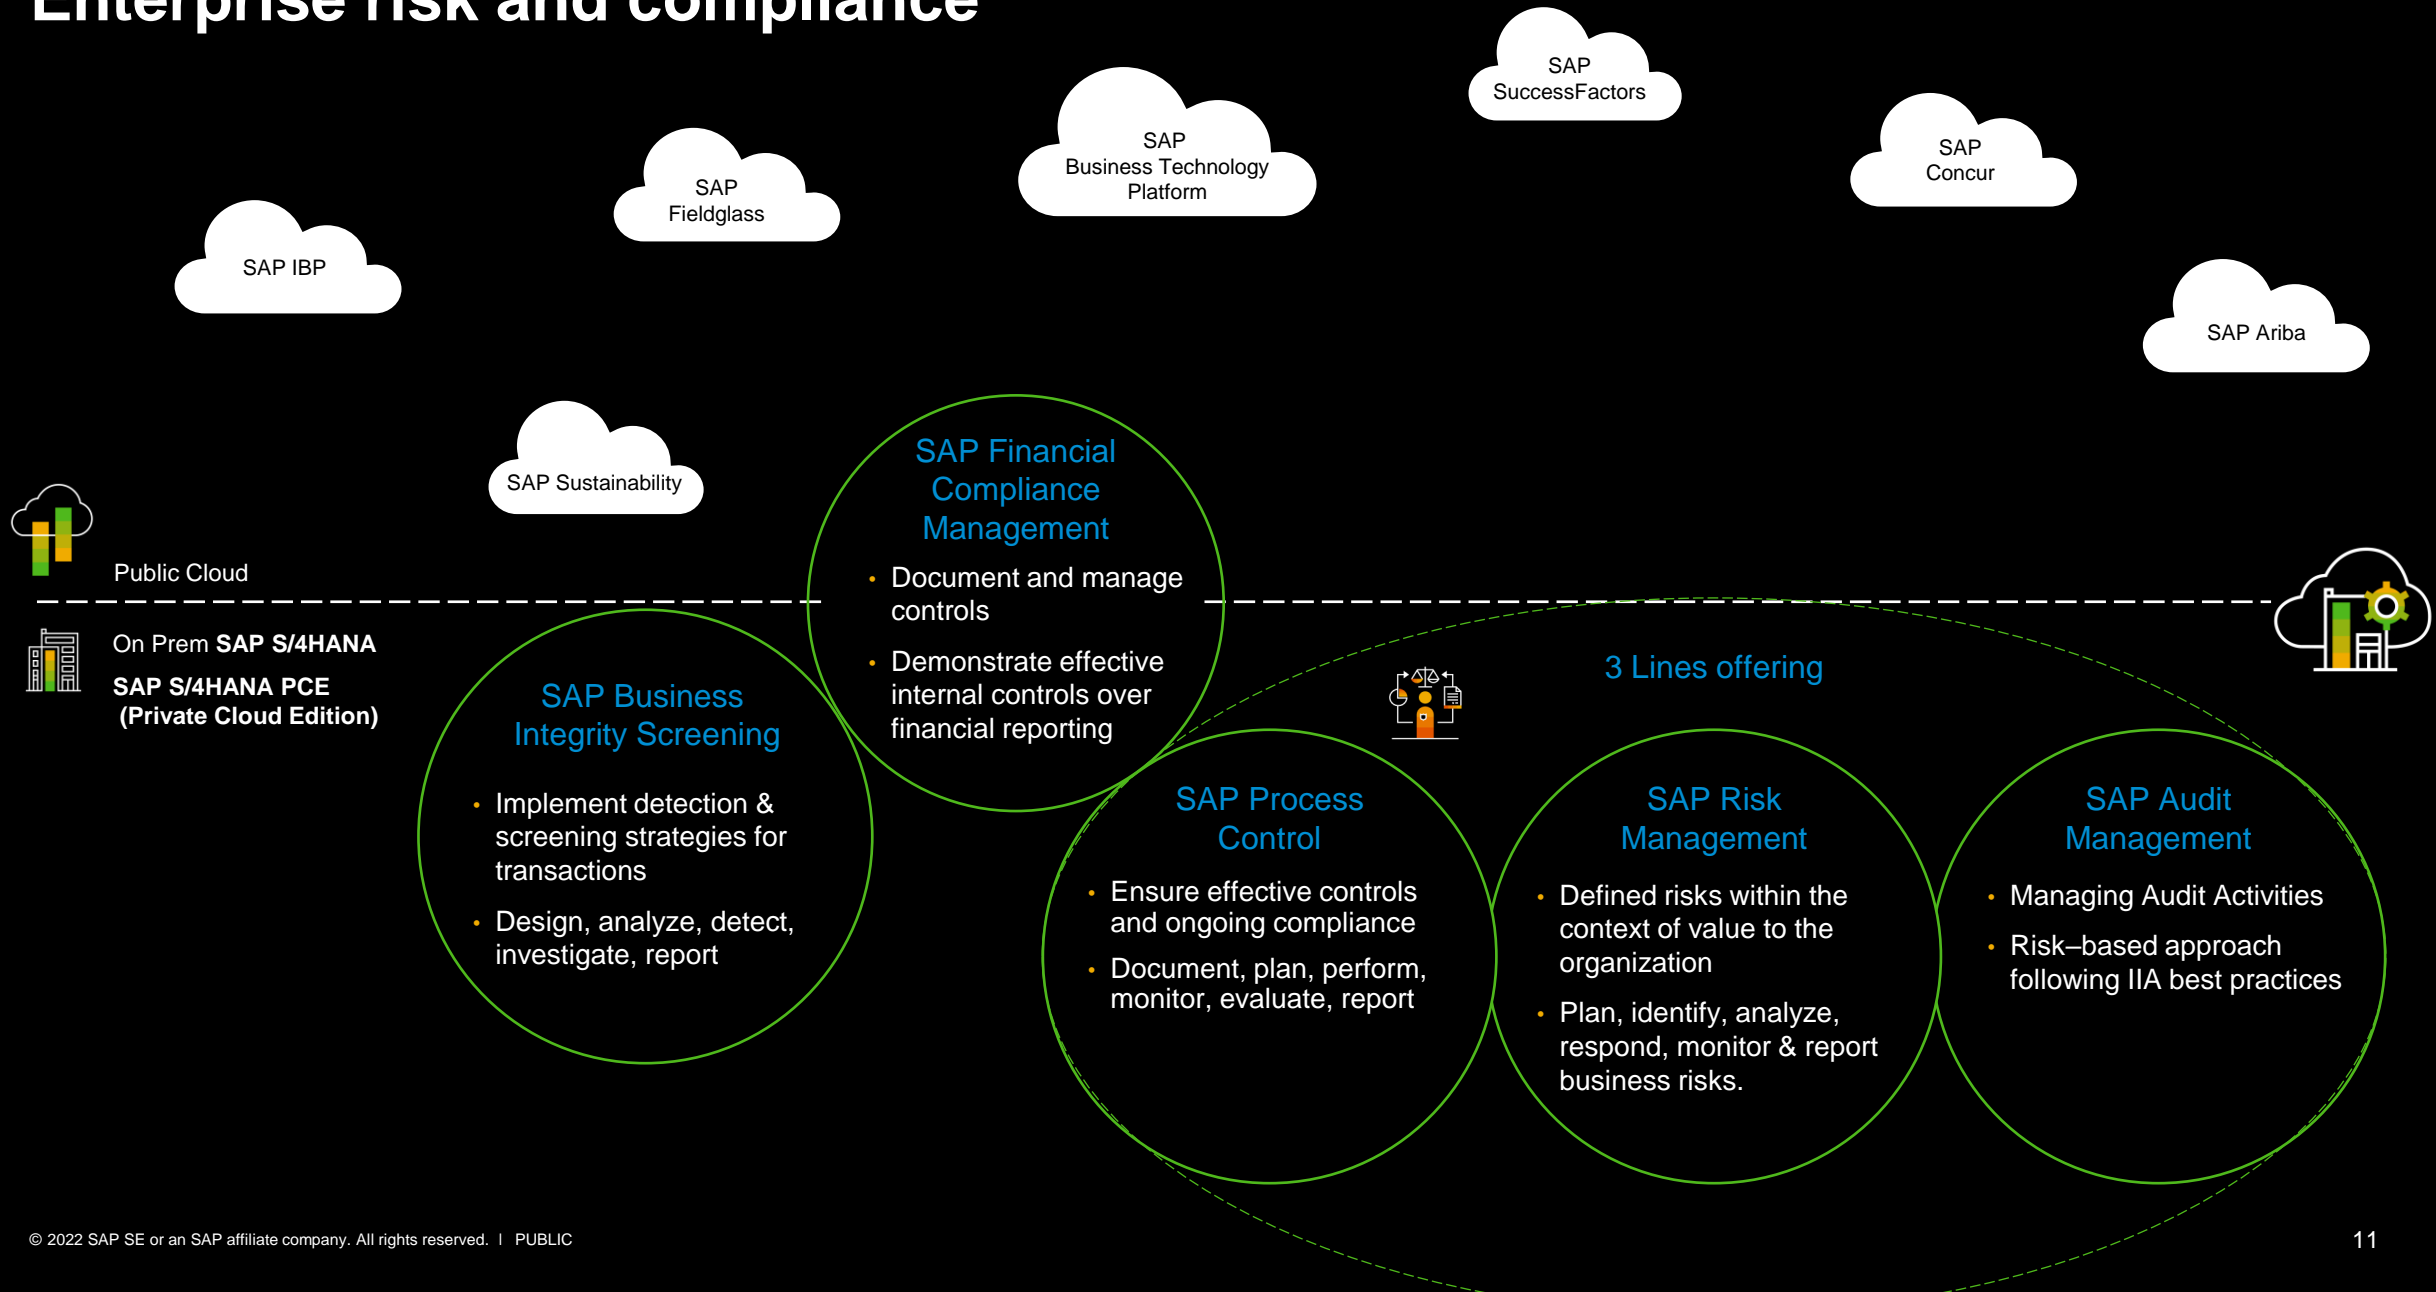 Enterprise risk and compliance
SAP
SuccessFactors
SAP
Business Technology
Platform
SAP
Concur
SAP
Fieldglass
SAP IBP
SAP Ariba
SAP Sustainability
SAP Financial
Compliance
Management
• Document and manage
controls
• Demonstrate effective
internal controls over
financial reporting
Public Cloud
On Prem SAP S/4HANA
SAP S/4HANA PCE
(Private Cloud Edition)
SAP Business
Integrity Screening
• Implement detection &
screening strategies for
transactions
• Design, analyze, detect,
investigate, report
3 Lines offering
SAP Process
Control
• Ensure effective controls
and ongoing compliance
• Document, plan, perform,
monitor, evaluate, report
SAP Risk
Management
• Defined risks within the
context of value to the
organization
• Plan, identify, analyze,
respond, monitor & report
business risks.
SAP Audit
Management
• Managing Audit Activities
• Risk–based approach
following IIA best practices
© 2022 SAP SE or an SAP affiliate company. All rights reserved. ǀ PUBLIC
11